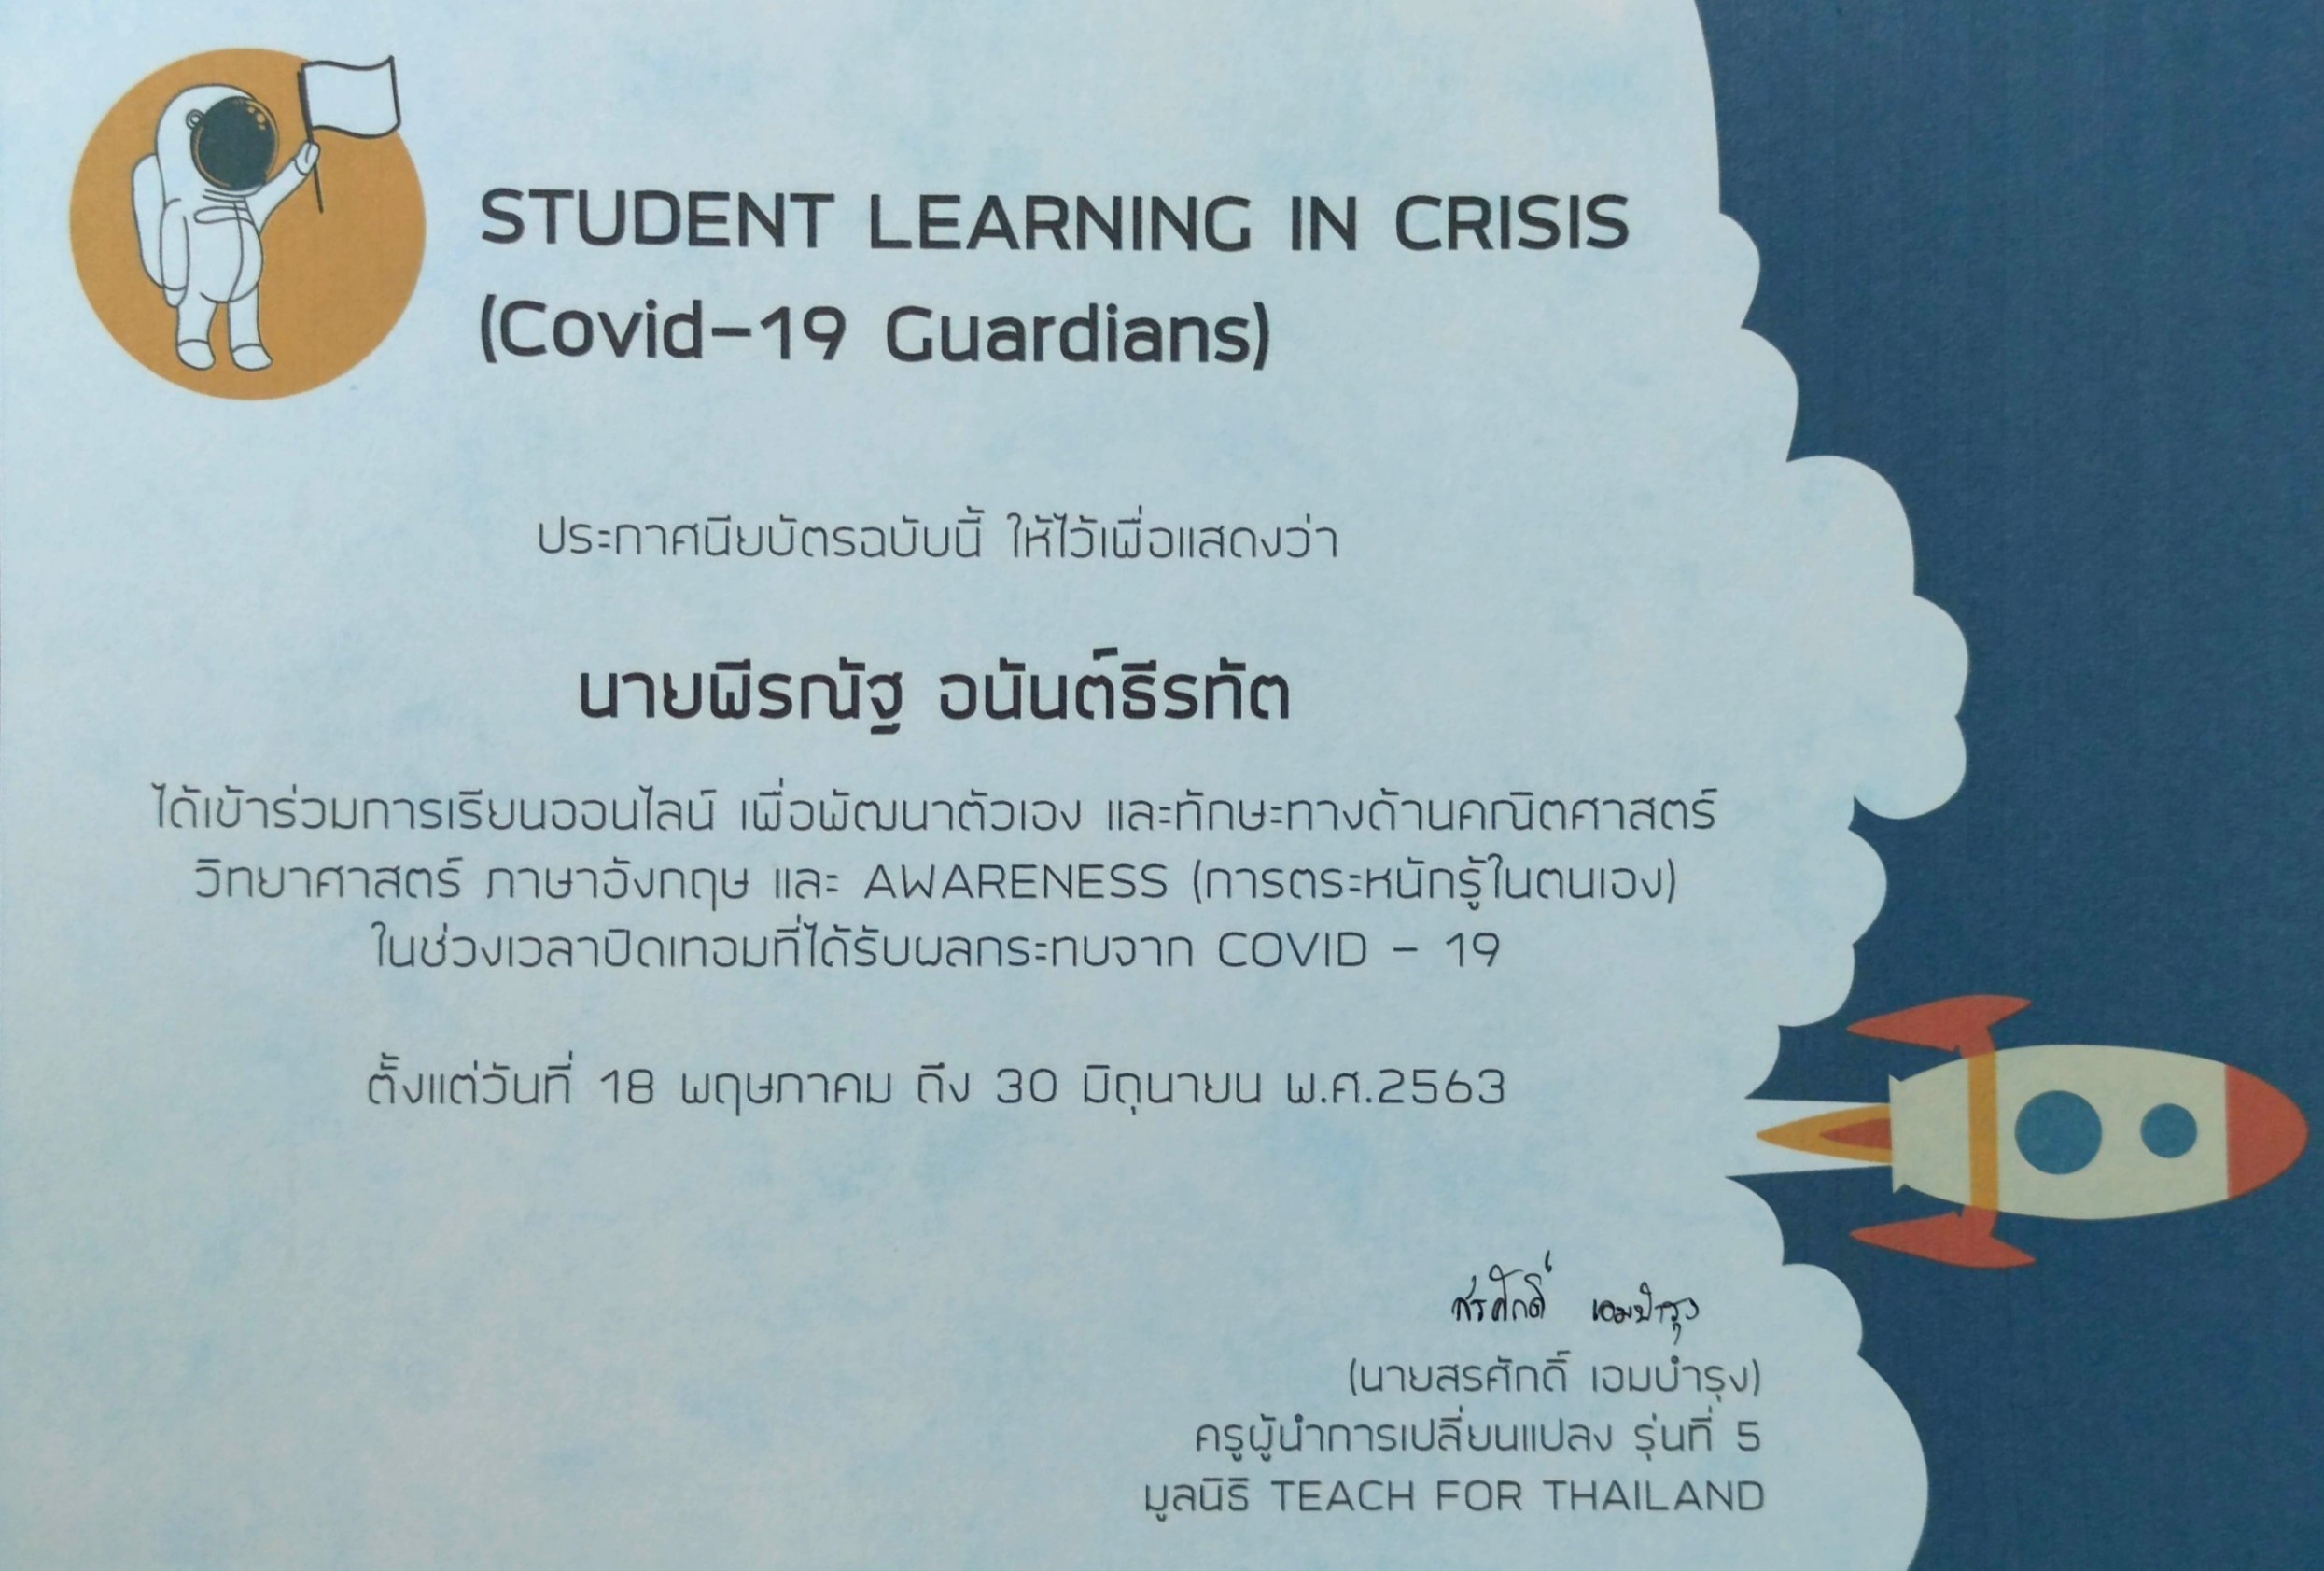 STUDENT LEARNING IN CRISIS
(Covid-19 Guardians)
ประกาศนียบัตรฉบับนี้ ให้ไว้เพื่อแสดงว่า
นายพีรณัฐ อนันต์ธีรทัต
ได้เข้าร่วมการเรียนออนไลน์ เพื่อพัฒนาตัวเอง และทักษะทางด้านคณิตศาสตร์
วิทยาศาสตร์ ภาษาอังกฤษ และ AWARENESS (การตระหนักรู้ในตนเอง)
ในช่วงเวลาปิดเทอมที่ได้รับผลกระทบจาก COVID - 19
ตั้งแต่วันที่ 18 พฤษภาคม ถึง 30 มิถุนายน พ.ศ.2563
สรศักดิ์ เอมบำรุง
(นายสรศักดิ์ เอมบำรุง)
ครูผู้นำการเปลี่ยนแปลง รุ่นที่ 5
มูลนิธิ TEACH FOR THAILAND